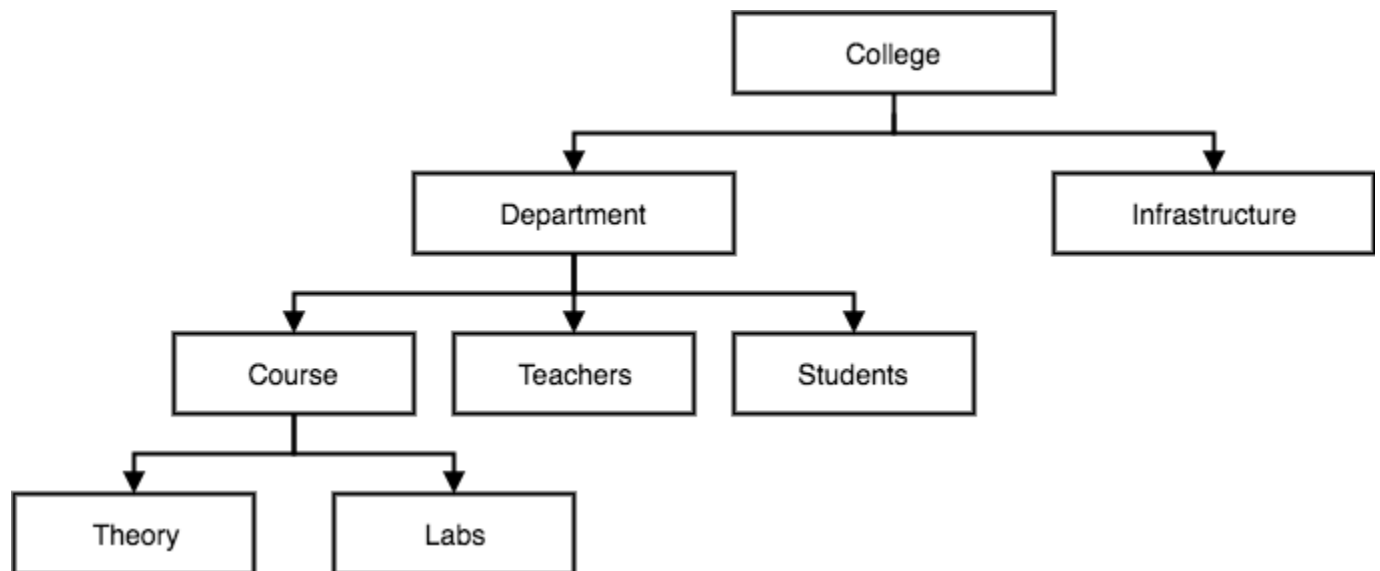 College
Department
Infrastructure
Course
Teachers
Students
Theory
Labs